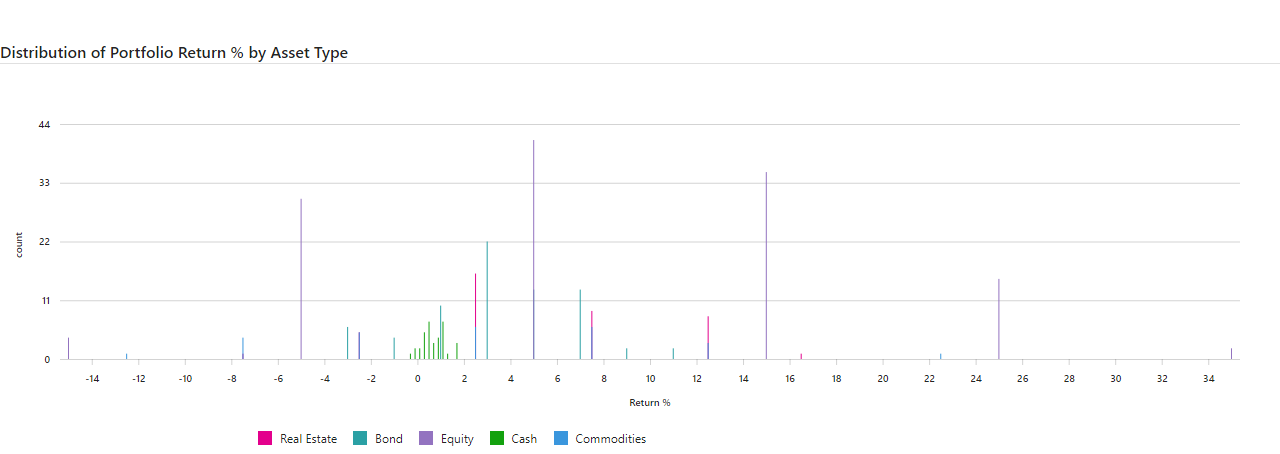 Distribution of Portfolio Return % by Asset Type
44
33
22
11
0
count
-14 -12 -10 -8 -6 -4 -2 0 2 4 6 8 10 12 14 16 18 20 22 24 26 28 30 32 34
Return %
Real Estate Bond Equity Cash Commodities